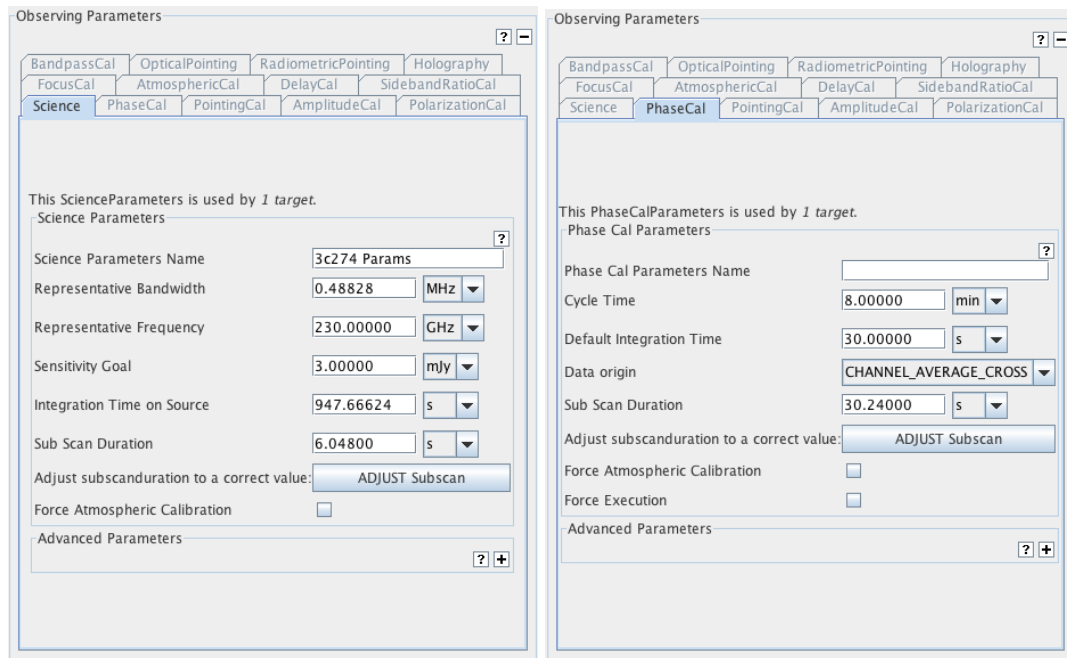 Observing Parameters
? −
BandpassCal OpticalPointing RadiometricPointing Holography
FocusCal AtmosphericCal DelayCal SidebandRatioCal
Science PhaseCal PointingCal AmplitudeCal PolarizationCal
This ScienceParameters is used by 1 target.
Science Parameters
?
Science Parameters Name 3c274 Params
Representative Bandwidth 0.48828 MHz
Representative Frequency 230.00000 GHz
Sensitivity Goal 3.00000 mJy
Integration Time on Source 947.66624 s
Sub Scan Duration 6.04800 s
Adjust subscanduration to a correct value: ADJUST Subscan
Force Atmospheric Calibration
Advanced Parameters
? +
Observing Parameters
? −
BandpassCal OpticalPointing RadiometricPointing Holography
FocusCal AtmosphericCal DelayCal SidebandRatioCal
Science PhaseCal PointingCal AmplitudeCal PolarizationCal
This PhaseCalParameters is used by 1 target.
Phase Cal Parameters
?
Phase Cal Parameters Name
Cycle Time 8.00000 min
Default Integration Time 30.00000 s
Data origin CHANNEL_AVERAGE_CROSS
Sub Scan Duration 30.24000 s
Adjust subscanduration to a correct value: ADJUST Subscan
Force Atmospheric Calibration
Force Execution
Advanced Parameters
? +